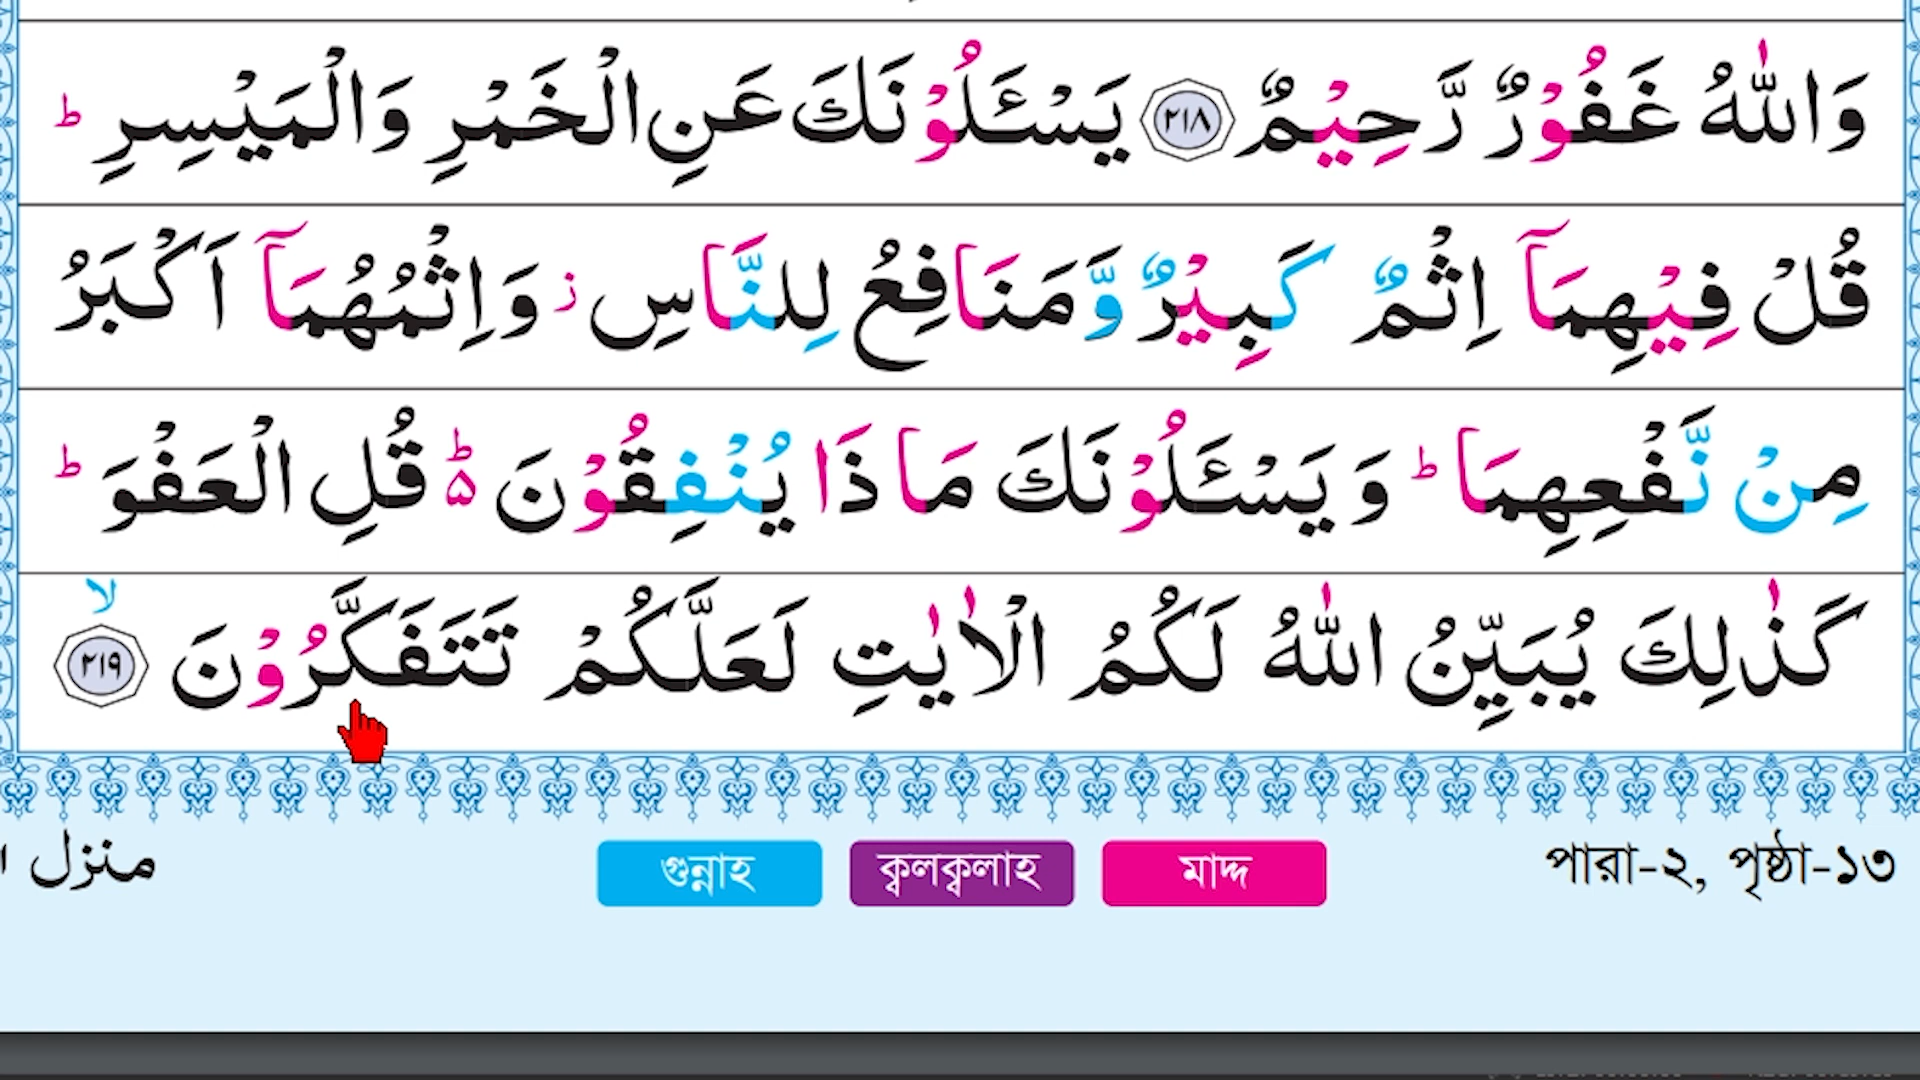 وَاللّٰهُ غَفُوْرٌ رَّحِيْمٌ ٢١٨ يَسْـَٔلُوْنَكَ عَنِ الْخَمْرِ وَالْمَيْسِرِ ؕ
قُلْ فِيْهِمَاۤ اِثْمٌ كَبِيْرٌ وَّمَنَافِعُ لِلنَّاسِ ز وَاِثْمُهُمَاۤ اَكْبَرُ
مِنْ نَّفْعِهِمَا ؕ وَيَسْـَٔلُوْنَكَ مَاذَا يُنْفِقُوْنَ ۵ؕ قُلِ الْعَفْوَ ؕ
كَذٰلِكَ يُبَيِّنُ اللّٰهُ لَكُمُ الْاٰيٰتِ لَعَلَّكُمْ تَتَفَكَّرُوْنَ ۙ ٢١٩
منزل ١ গুন্নাহ ক্বলক্বলাহ মাদ্দ পারা-২, পৃষ্ঠা-১৩